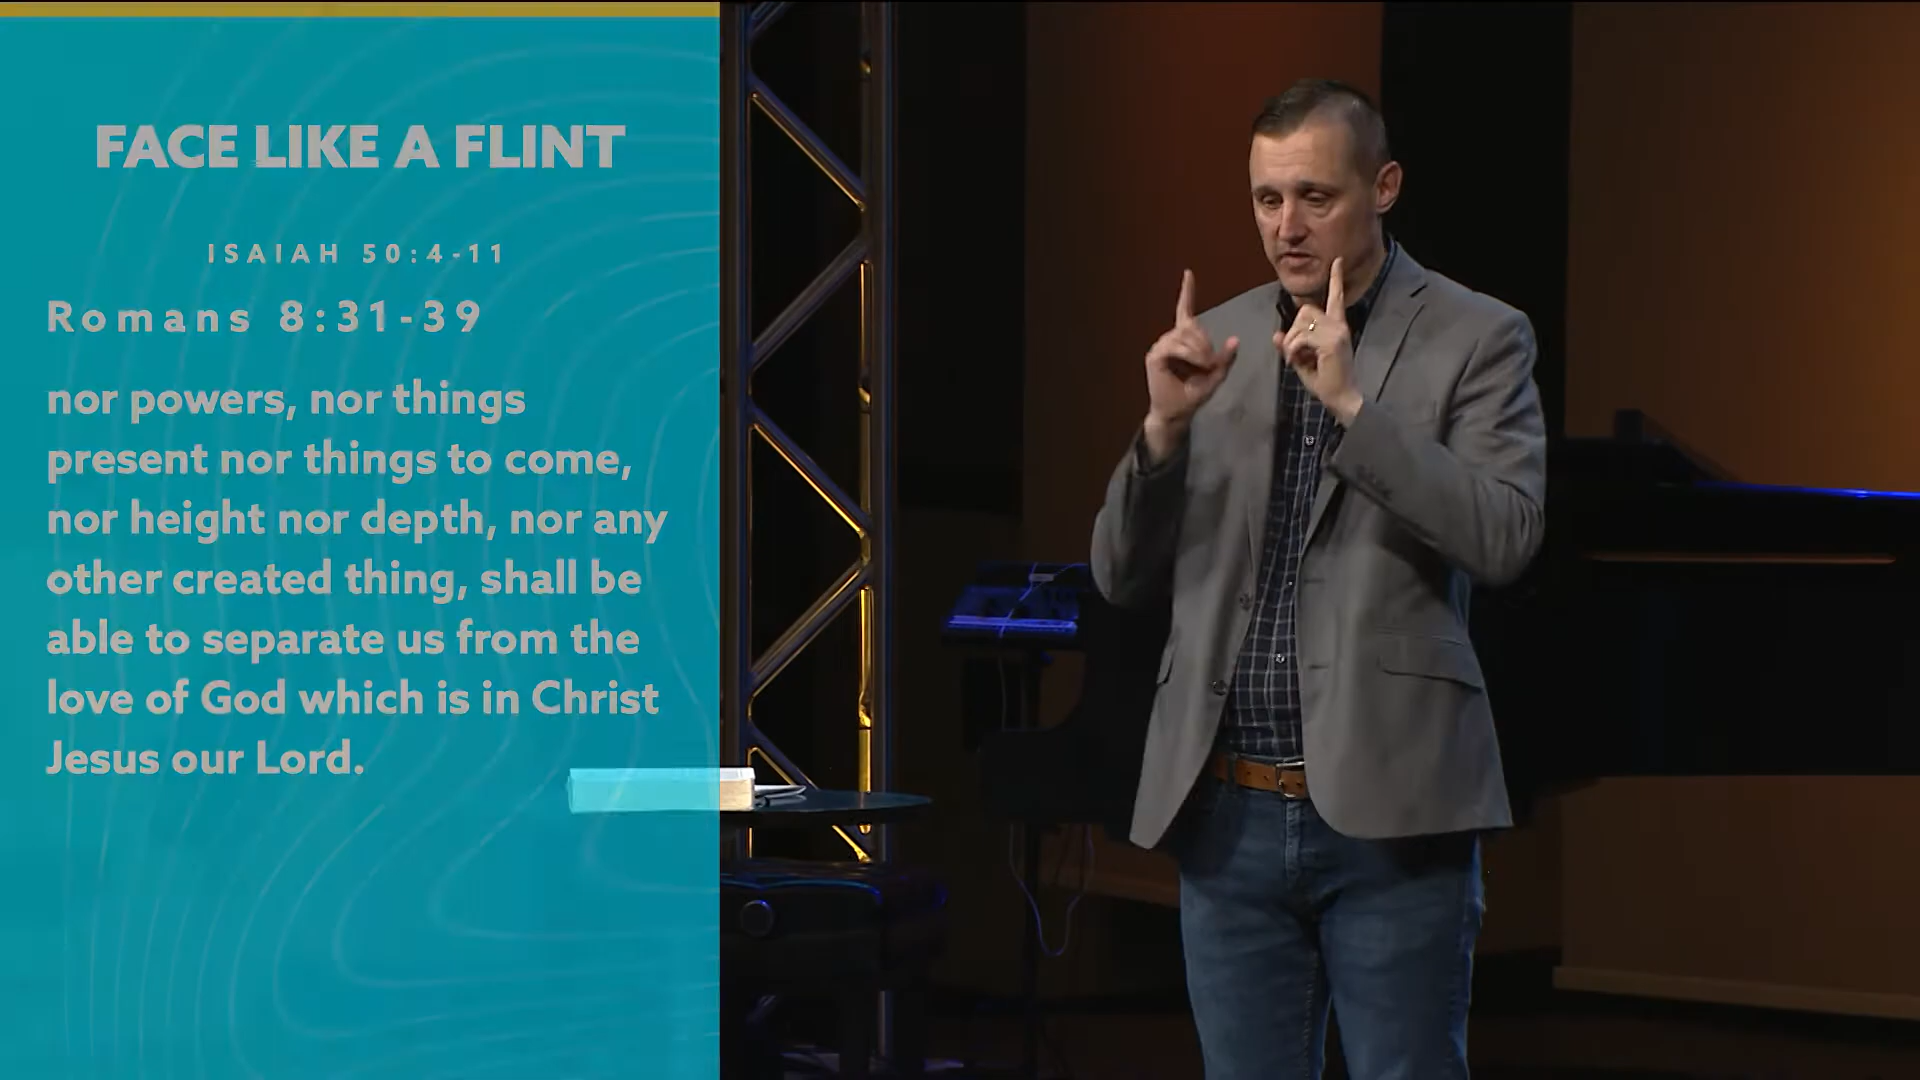 FACE LIKE A FLINT
ISAIAH 50:4-11
Romans 8:31-39
nor powers, nor things
present nor things to come,
nor height nor depth, nor any
other created thing, shall be
able to separate us from the
love of God which is in Christ
Jesus our Lord.